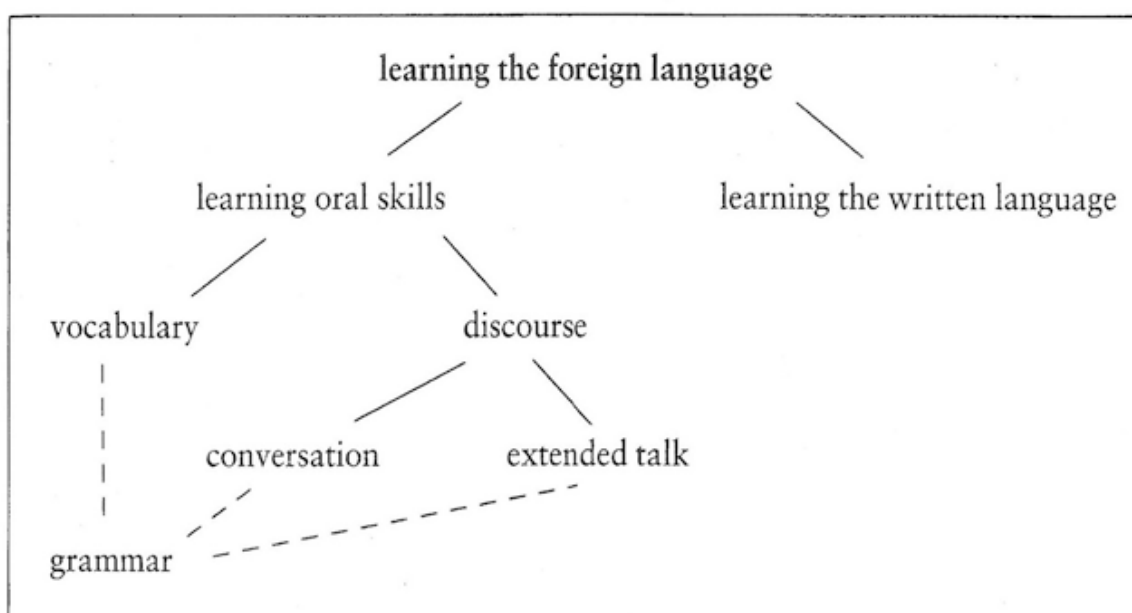 learning the foreign language
learning oral skills
learning the written language
vocabulary
discourse
conversation
extended talk
grammar